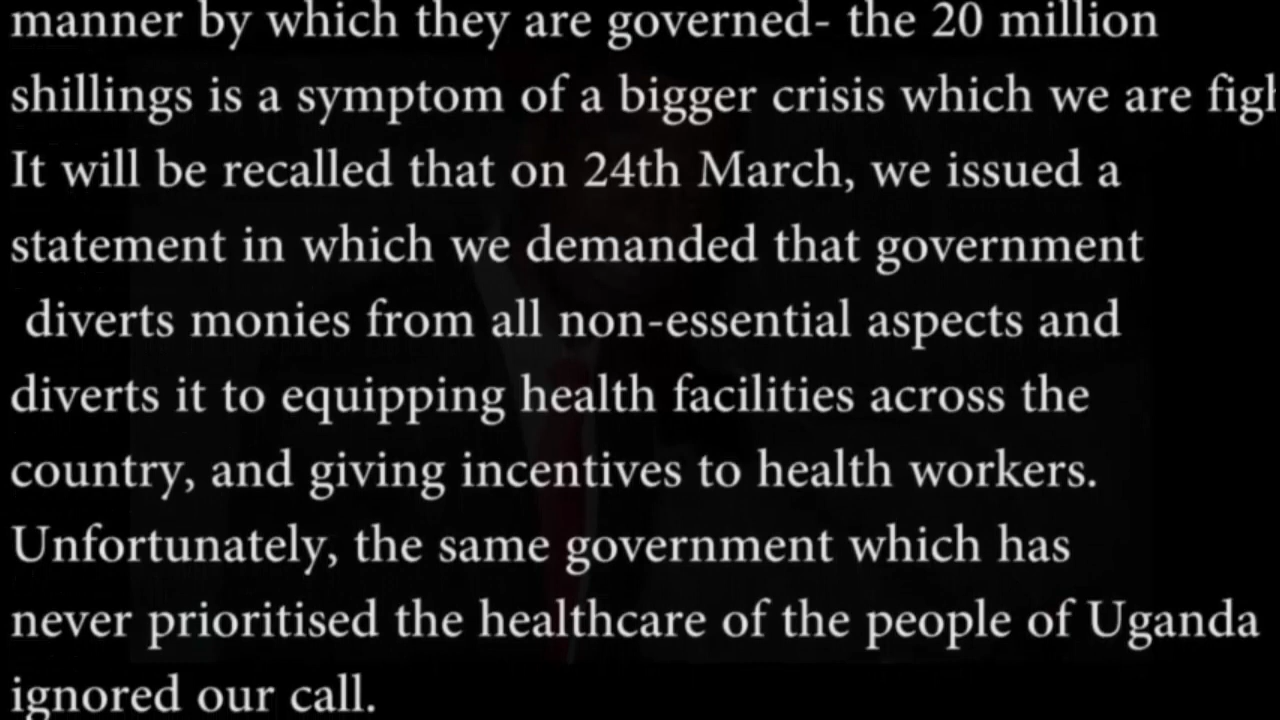 manner by which they are governed- the 20 million
shillings is a symptom of a bigger crisis which we are
It will be recalled that on 24th March, we issued a
statement in which we demanded that government
diverts monies from all non-essential aspects and
diverts it to equipping health facilities across the
country, and giving incentives to health workers.
Unfortunately, the same government which has
never prioritised the healthcare of the people of Uganda
ignored our call.